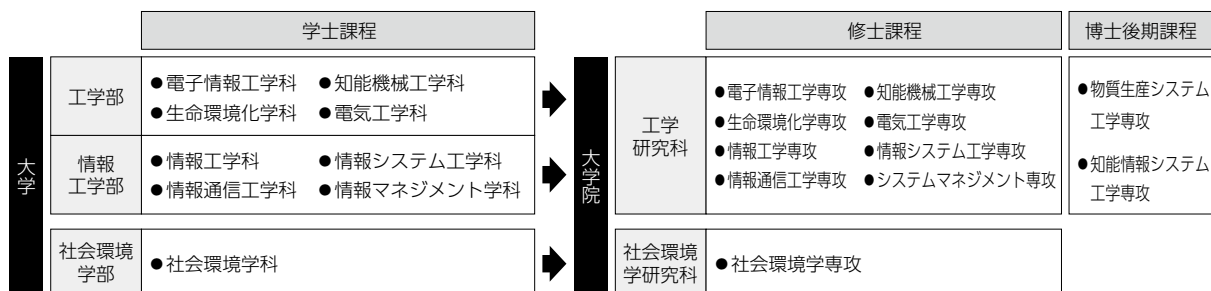 学士課程
修士課程
博士後期課程
大学
工学部
●電子情報工学科 ●知能機械工学科
●生命環境化学科 ●電気工学科
情報
工学部
●情報工学科 ●情報システム工学科
●情報通信工学科 ●情報マネジメント学科
社会環境
学部
●社会環境学科
大学院
工学
研究科
●電子情報工学専攻 ●知能機械工学専攻
●生命環境化学専攻 ●電気工学専攻
●情報工学専攻 ●情報システム工学専攻
●情報通信工学専攻 ●システムマネジメント専攻
●物質生産システム
工学専攻
●知能情報システム
工学専攻
社会環境
学研究科
●社会環境学専攻